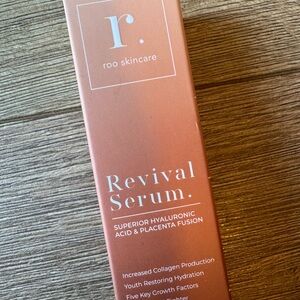 r.
roo skincare
Revival
Serum.
SUPERIOR HYALURONIC
ACID & PLACENTA FUSION
Increased Collagen Production
Youth Restoring Hydration
Five Key Growth Factors